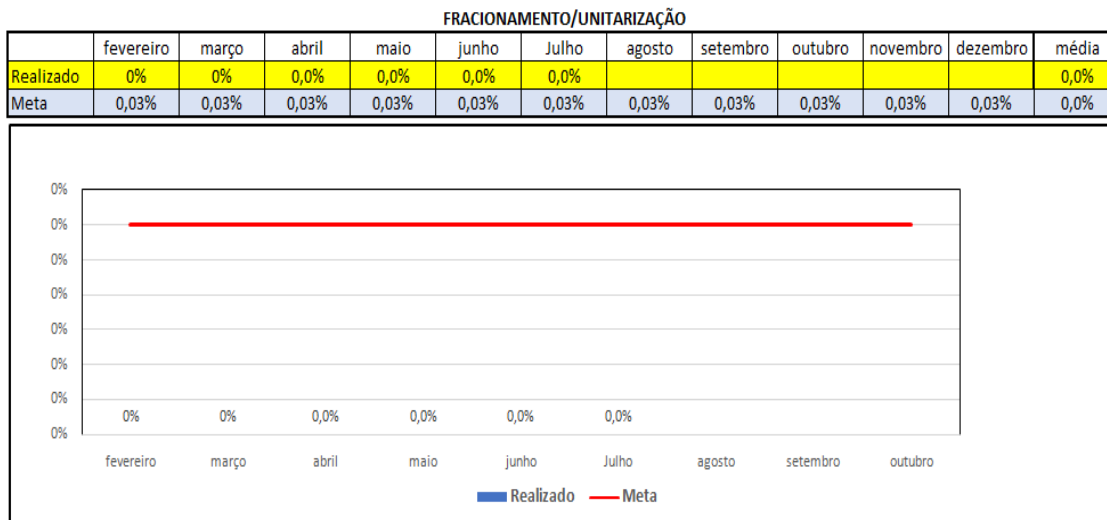 FRACIONAMENTO/UNITARIZAÇÃO
fevereiro março abril maio junho Julho agosto setembro outubro novembro dezembro média
Realizado 0% 0% 0,0% 0,0% 0,0% 0,0% 0,0%
Meta 0,03% 0,03% 0,03% 0,03% 0,03% 0,03% 0,03% 0,03% 0,03% 0,03% 0,03% 0,0%
0%
0%
0%
0%
0%
0%
0%
0%
0% 0% 0,0% 0,0% 0,0% 0,0%
fevereiro março abril maio junho Julho agosto setembro outubro
Realizado Meta